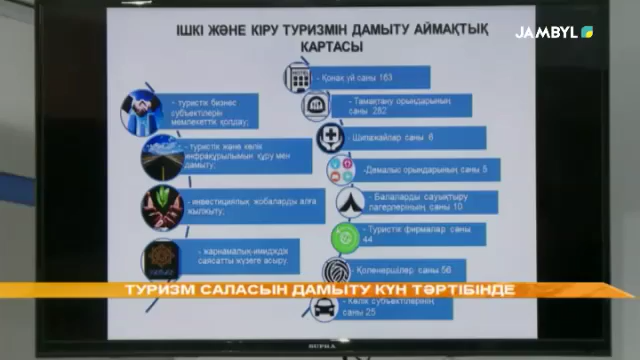 JAMBYL
ІШКІ ЖӘНЕ КІРУ ТУРИЗМІН ДАМЫТУ АЙМАҚТЫҚ
КАРТАСЫ
- туристік бизнес
субъектілерін
мемлекеттік қолдау;
- туристік және көлік
инфрақұрылымын құру мен
дамыту;
- инвестициялық жобаларды алға
жылжыту;
- жарнамалық-имидждік
саясатты жүзеге асыру.
- Қонақ үй саны 163
- Тамақтану орындарының
саны 282
- Шипажайлар саны 6
-Демалыс орындарының саны 5
- Балаларды сауықтыру
лагерлерінің саны 10
- Туристік фирмалар саны
44
- Қолөнершілер саны 56
- Көлік субъектілерінің
саны 25
ТУРИЗМ САЛАСЫН ДАМЫТУ КҮН ТӘРТІБІНДЕ
SUPRA